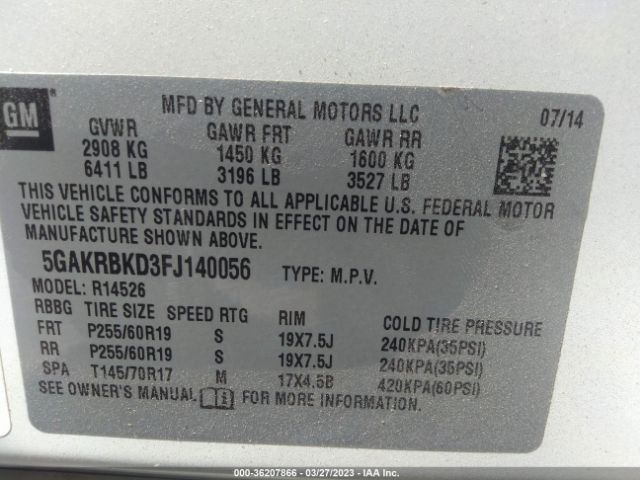 GM ®
MFD BY GENERAL MOTORS LLC 07/14
GVWR GAWR FRT GAWR RR
2908 KG 1450 KG 1600 KG
6411 LB 3196 LB 3527 LB
THIS VEHICLE CONFORMS TO ALL APPLICABLE U.S. FEDERAL MOTOR
VEHICLE SAFETY STANDARDS IN EFFECT ON THE DATE OF
MANUFACTURE SHOWN ABOVE.
5GAKRBKD3FJ140056 TYPE: M.P.V.
MODEL: R14526
RBBG TIRE SIZE SPEED RTG RIM COLD TIRE PRESSURE
FRT P255/60R19 S 19X7.5J 240KPA(35PSI)
RR P255/60R19 S 19X7.5J 240KPA(35PSI)
SPA T145/70R17 M 17X4.5B 420KPA(60PSI)
SEE OWNER'S MANUAL FOR MORE INFORMATION.
000-36207866 - 03/27/2023 - IAA Inc.